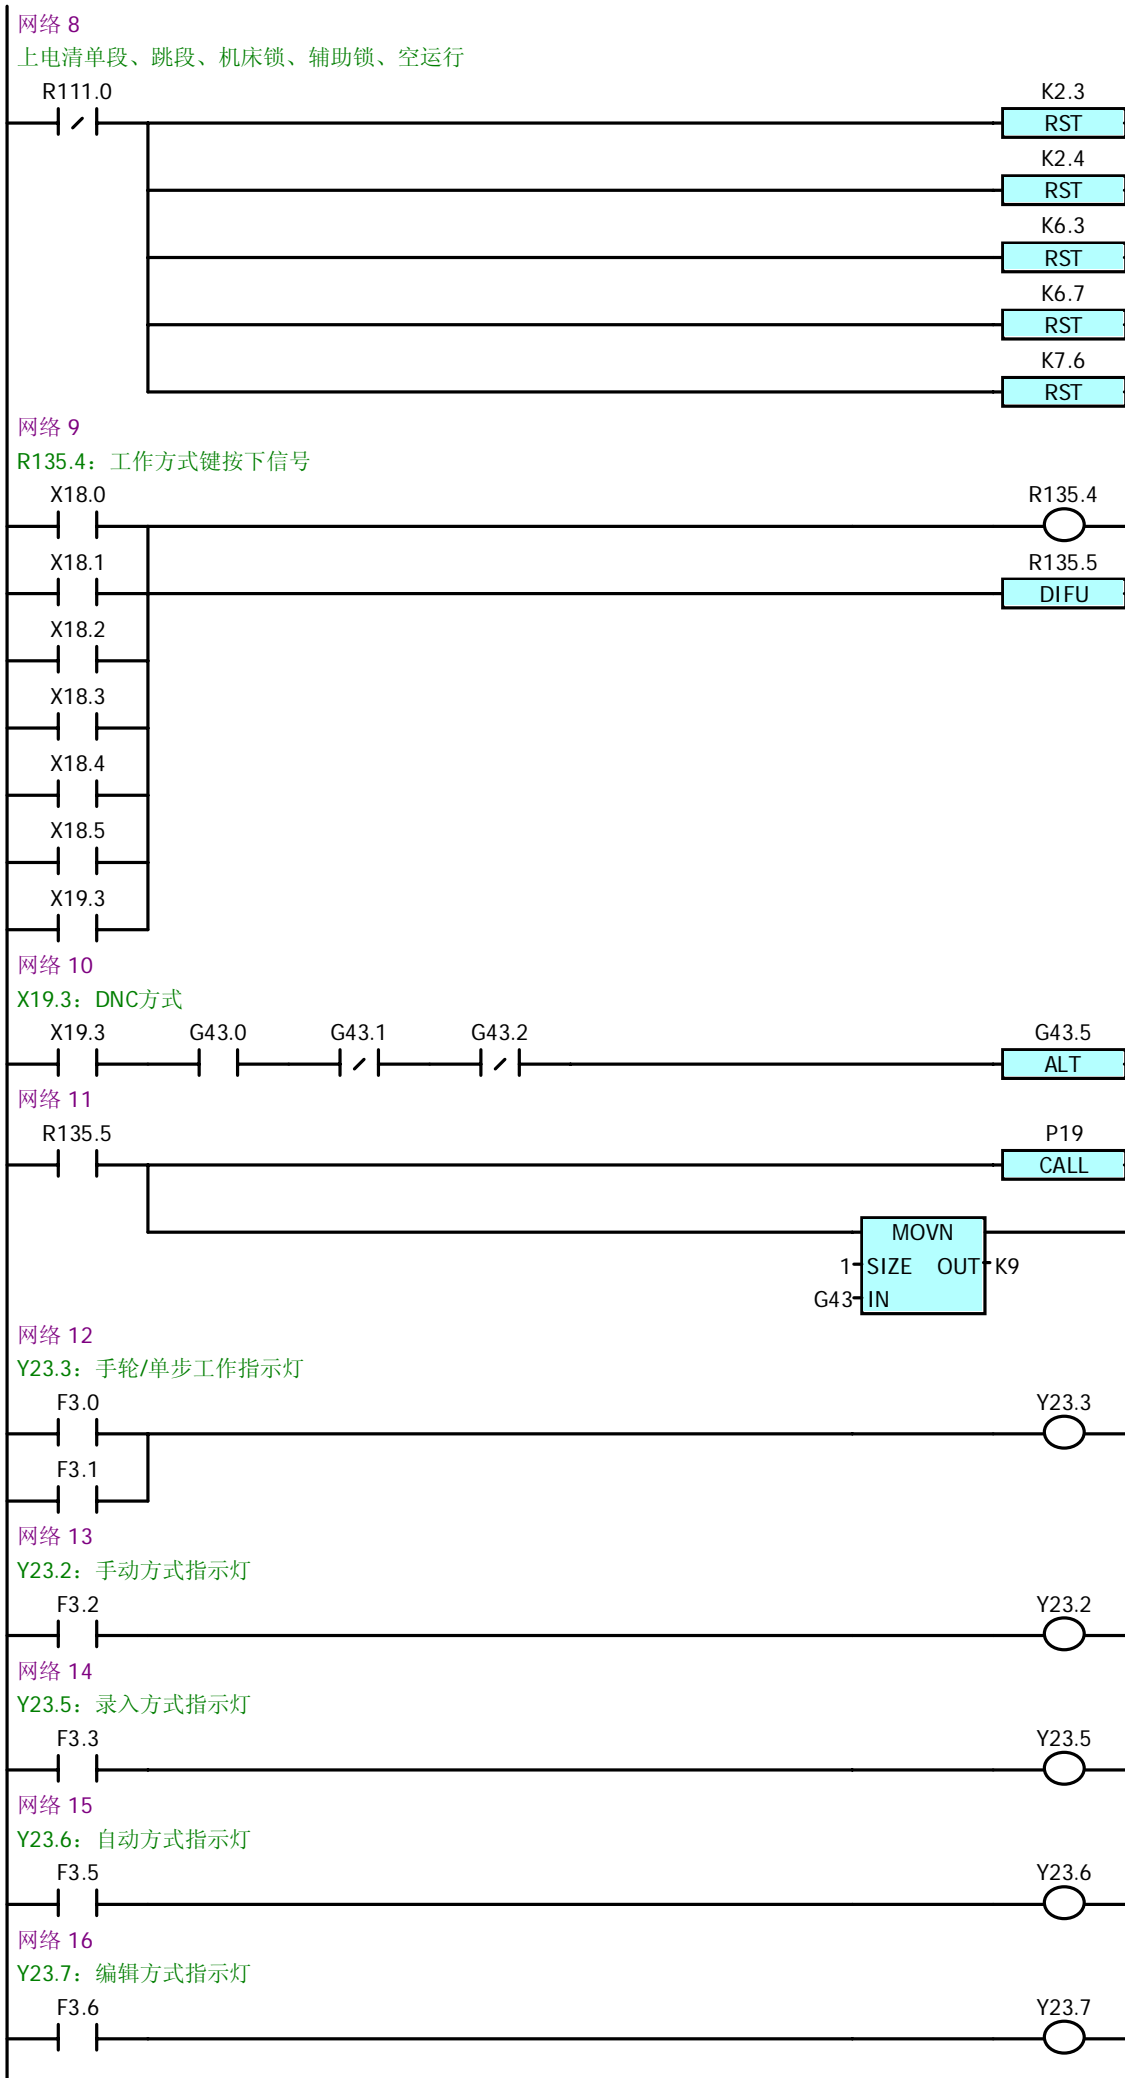 网络 8
上电清单段、跳段、机床锁、辅助锁、空运行
R111.0
K2.3
RST
K2.4
RST
K6.3
RST
K6.7
RST
K7.6
RST
网络 9
R135.4：工作方式键按下信号
X18.0
R135.4
X18.1
R135.5
DIFU
X18.2
X18.3
X18.4
X18.5
X19.3
网络 10
X19.3：DNC方式
X19.3 G43.0 G43.1 G43.2 G43.5
ALT
网络 11
R135.5
P19
CALL
MOVN
1 SIZE OUT K9
G43 IN
网络 12
Y23.3：手轮/单步工作指示灯
F3.0
Y23.3
F3.1
网络 13
Y23.2：手动方式指示灯
F3.2
Y23.2
网络 14
Y23.5：录入方式指示灯
F3.3
Y23.5
网络 15
Y23.6：自动方式指示灯
F3.5
Y23.6
网络 16
Y23.7：编辑方式指示灯
F3.6
Y23.7